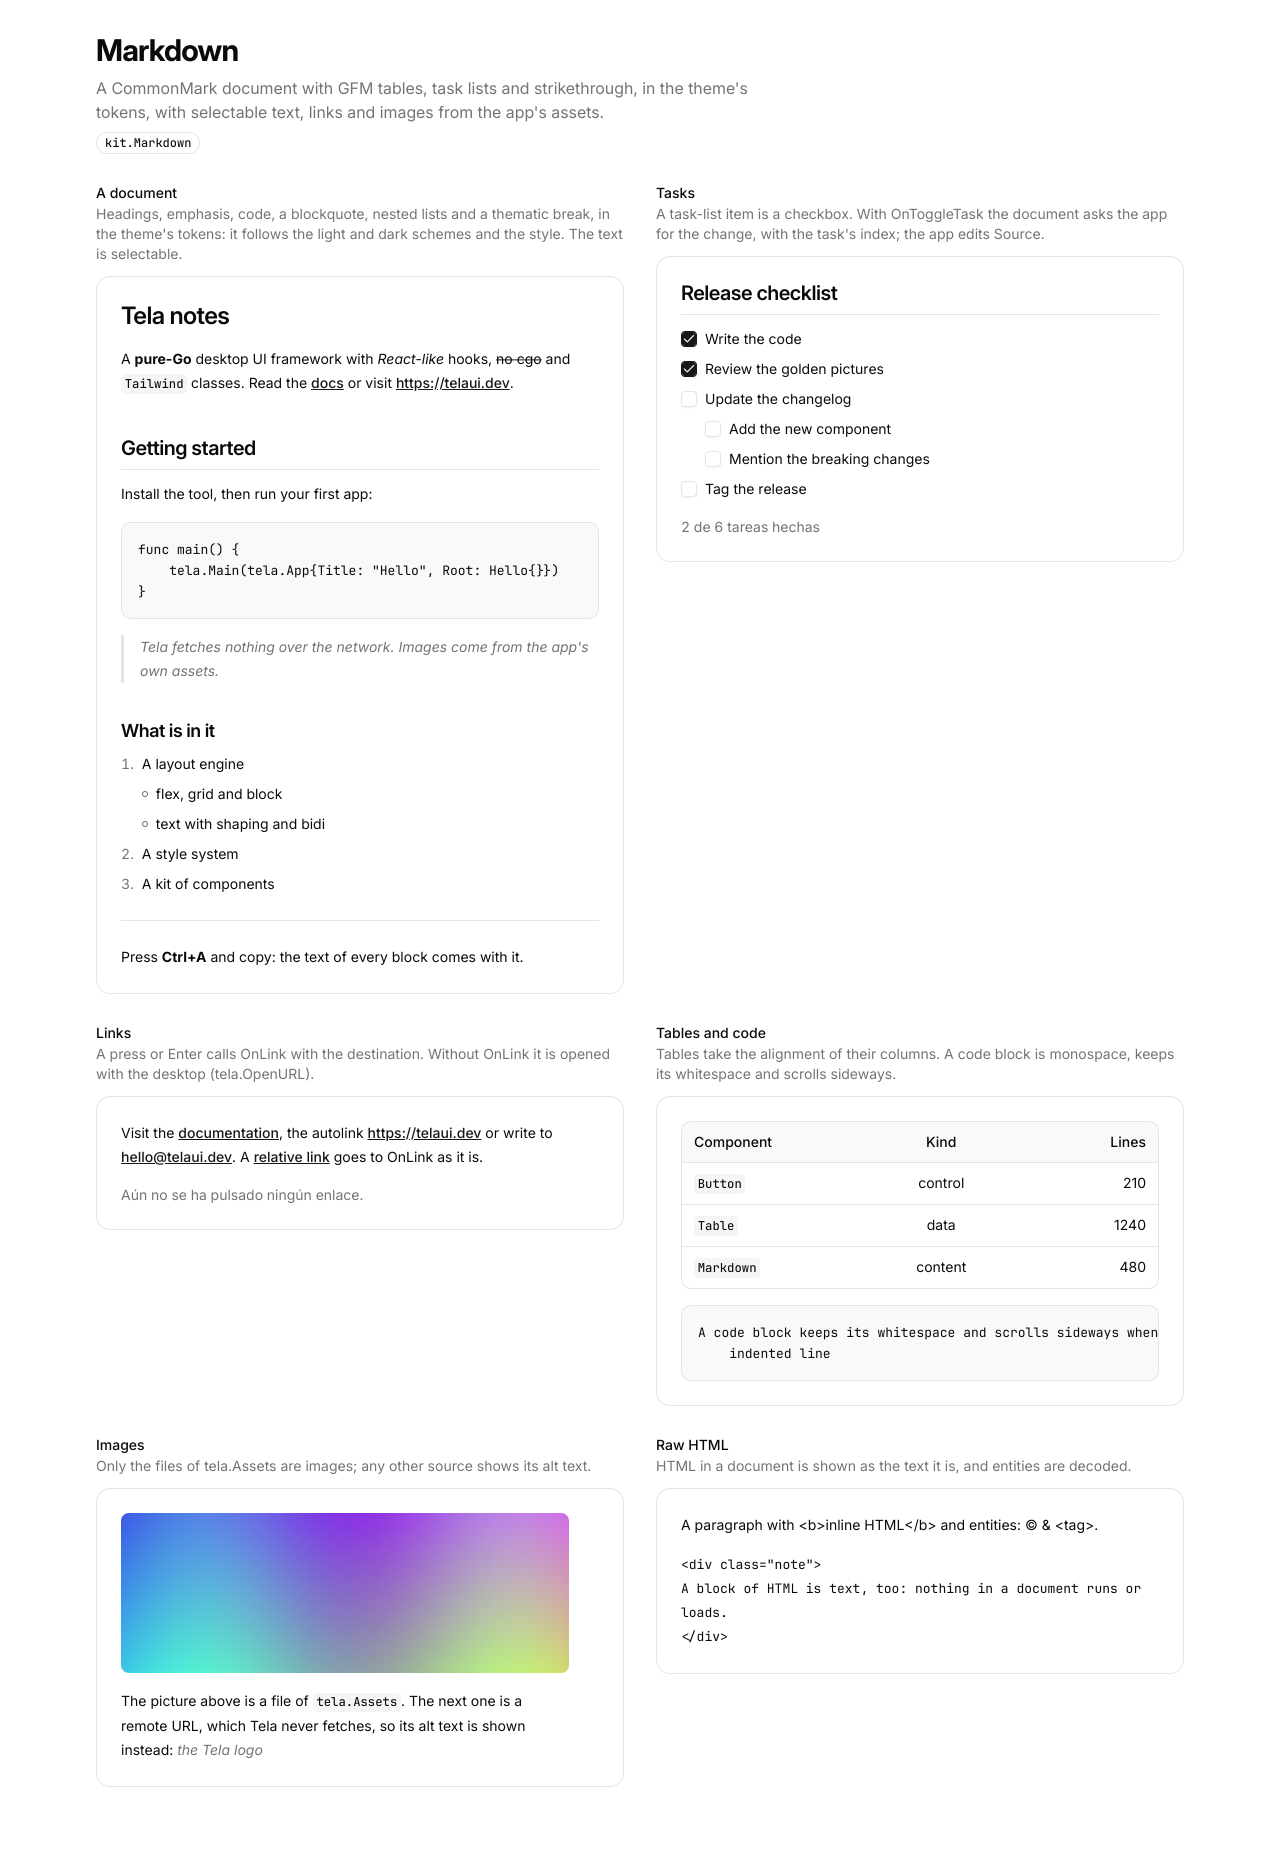 Markdown
A CommonMark document with GFM tables, task lists and strikethrough, in the theme's
tokens, with selectable text, links and images from the app's assets.
kit.Markdown
A document
Headings, emphasis, code, a blockquote, nested lists and a thematic break, in
the theme's tokens: it follows the light and dark schemes and the style. The text
is selectable.
Tela notes
A pure-Go desktop UI framework with React-like hooks, no cgo and
Tailwind classes. Read the docs or visit https://telaui.dev.
Getting started
Install the tool, then run your first app:
func main() {
    tela.Main(tela.App{Title: "Hello", Root: Hello{}})
}
Tela fetches nothing over the network. Images come from the app's
own assets.
What is in it
1. A layout engine
flex, grid and block
text with shaping and bidi
2. A style system
3. A kit of components
Press Ctrl+A and copy: the text of every block comes with it.
Tasks
A task-list item is a checkbox. With OnToggleTask the document asks the app
for the change, with the task's index; the app edits Source.
Release checklist
Write the code
Review the golden pictures
Update the changelog
Add the new component
Mention the breaking changes
Tag the release
2 de 6 tareas hechas
Links
A press or Enter calls OnLink with the destination. Without OnLink it is opened
with the desktop (tela.OpenURL).
Visit the documentation, the autolink https://telaui.dev or write to
hello@telaui.dev. A relative link goes to OnLink as it is.
Aún no se ha pulsado ningún enlace.
Tables and code
Tables take the alignment of their columns. A code block is monospace, keeps
its whitespace and scrolls sideways.
Component Kind Lines
Button control 210
Table data 1240
Markdown content 480
A code block keeps its whitespace and scrolls sideways when
    indented line
Images
Only the files of tela.Assets are images; any other source shows its alt text.
The picture above is a file of tela.Assets. The next one is a
remote URL, which Tela never fetches, so its alt text is shown
instead: the Tela logo
Raw HTML
HTML in a document is shown as the text it is, and entities are decoded.
A paragraph with <b>inline HTML</b> and entities: © & <tag>.
<div class="note">
A block of HTML is text, too: nothing in a document runs or
loads.
</div>